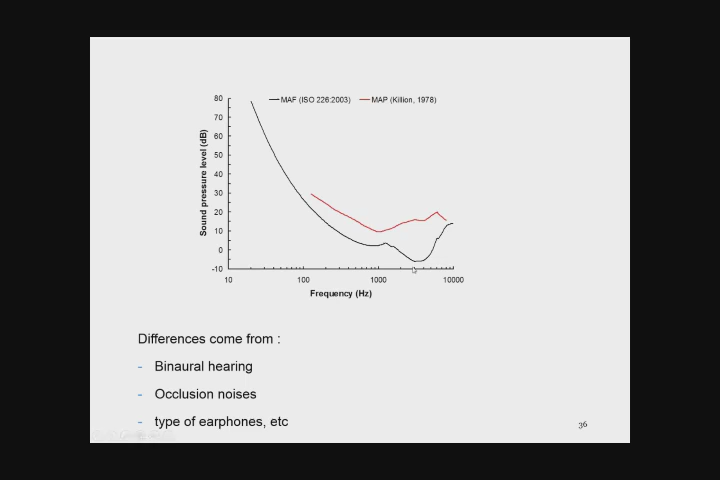 MAF (ISO 226:2003) MAP (Killion, 1978)
80
70
60
50
40
30
20
10
0
-10
Sound pressure level (dB)
10 100 1000 10000
Frequency (Hz)
Differences come from :
- Binaural hearing
- Occlusion noises
- type of earphones, etc
36